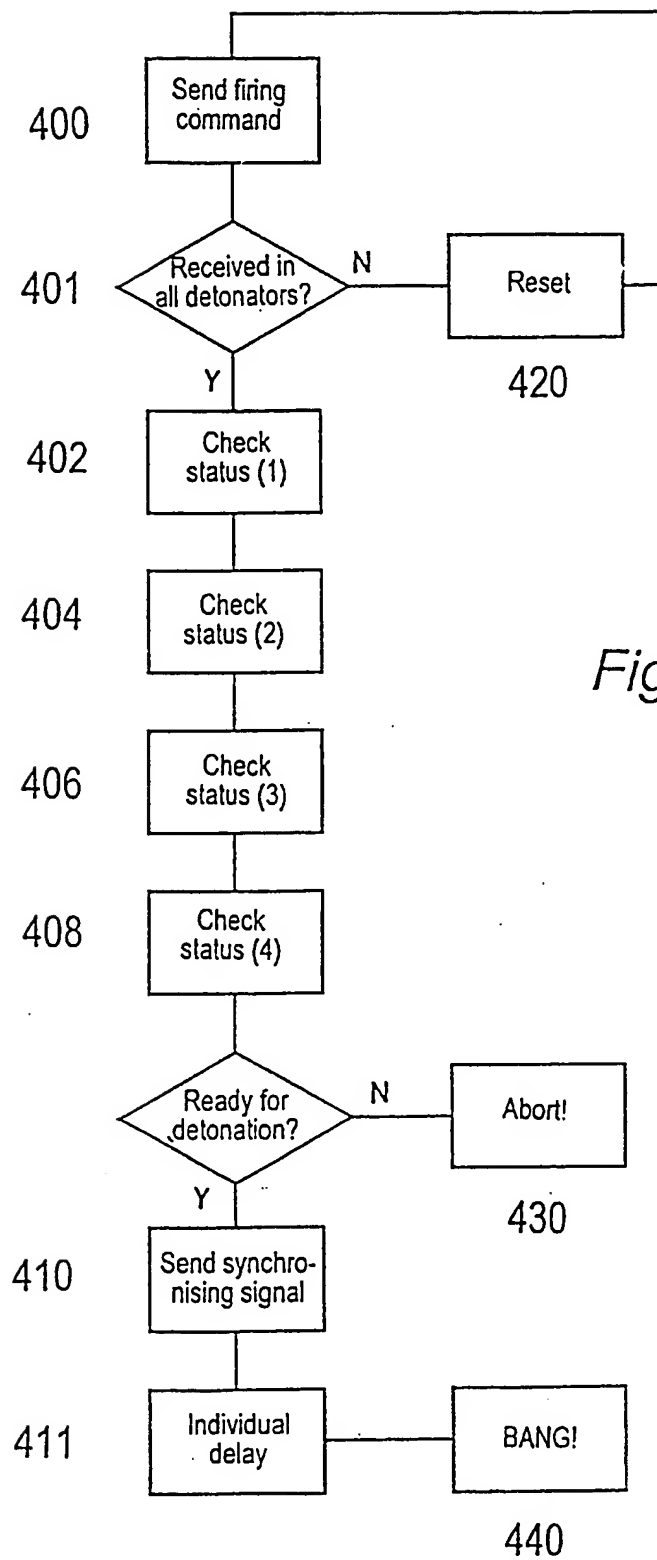 400
Send firing
command
401
Received in
all detonators?
N
Reset
420
Y
402
Check
status (1)
404
Check
status (2)
Fig
406
Check
status (3)
408
Check
status (4)
Ready for
detonation?
N
Abort!
430
Y
410
Send synchro-
nising signal
411
Individual
delay
BANG!
440